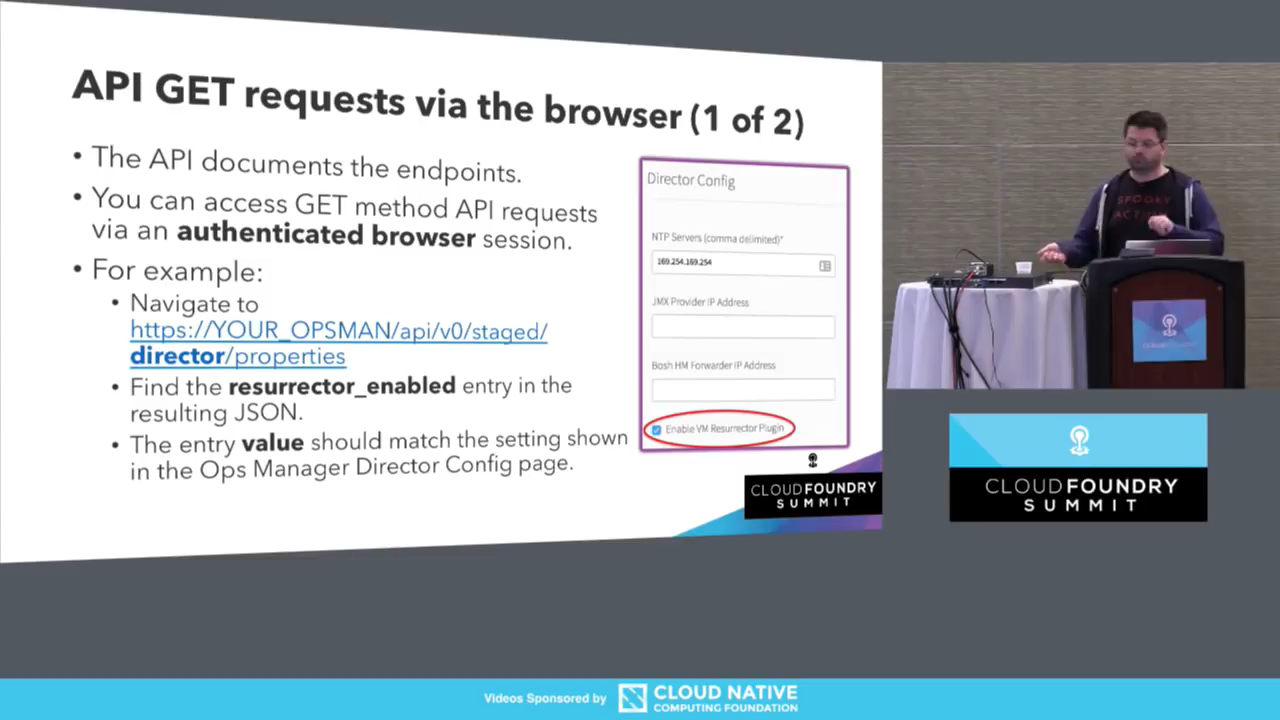 API GET requests via the browser (1 of 2)
• The API documents the endpoints.
• You can access GET method API requests
via an authenticated browser session.
• For example:
• Navigate to
https://YOUR_OPSMAN/api/v0/staged/
director/properties
• Find the resurrector_enabled entry in the
resulting JSON.
• The entry value should match the setting shown
in the Ops Manager Director Config page.
Director Config
NTP Servers (comma delimited)*
169.254.169.254
JMX Provider IP Address
Bosh HM Forwarder IP Address
Enable VM Resurrector Plugin
CLOUDFOUNDRY
SUMMIT
SPOOKY
CLOUDFOUNDRY
CLOUDFOUNDRY
SUMMIT
Videos Sponsored by
CLOUD NATIVE
COMPUTING FOUNDATION